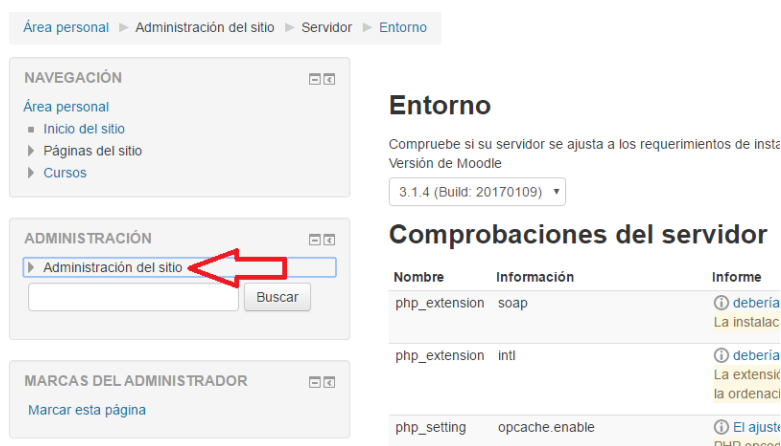 Área personal Administración del sitio Servidor Entorno
NAVEGACIÓN
Área personal
Inicio del sitio
Páginas del sitio
Cursos
ADMINISTRACIÓN
Administración del sitio
Buscar
MARCAS DEL ADMINISTRADOR
Marcar esta página
Entorno
Compruebe si su servidor se ajusta a los requerimientos de insta
Versión de Moodle
3.1.4 (Build: 20170109)
Comprobaciones del servidor
Nombre Información Informe
php_extension soap debería
La instalac
php_extension intl debería
La extensió
la ordenaci
php_setting opcache.enable El ajuste